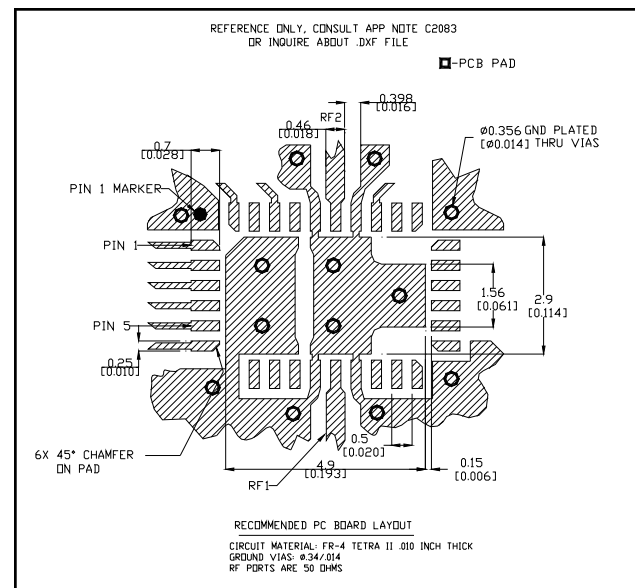 REFERENCE ONLY, CONSULT APP NOTE C2083
OR INQUIRE ABOUT .DXF FILE
-PCB PAD
0.398
[0.016]
RF2
0.46
[0.018]
Ø0.356 GND PLATED
[Ø0.014] THRU VIAS
0.7
[0.028]
PIN 1 MARKER
PIN 1
1.56
[0.061]
2.9
[0.114]
PIN 5
0.25
[0.010]
6X 45° CHAMFER
ON PAD
0.5
[0.020]
4.9
[0.193]
0.15
[0.006]
RF1
RECOMMENDED PC BOARD LAYOUT
CIRCUIT MATERIAL: FR-4 TETRA II .010 INCH THICK
GROUND VIAS: Ø.34/.014
RF PORTS ARE 50 OHMS